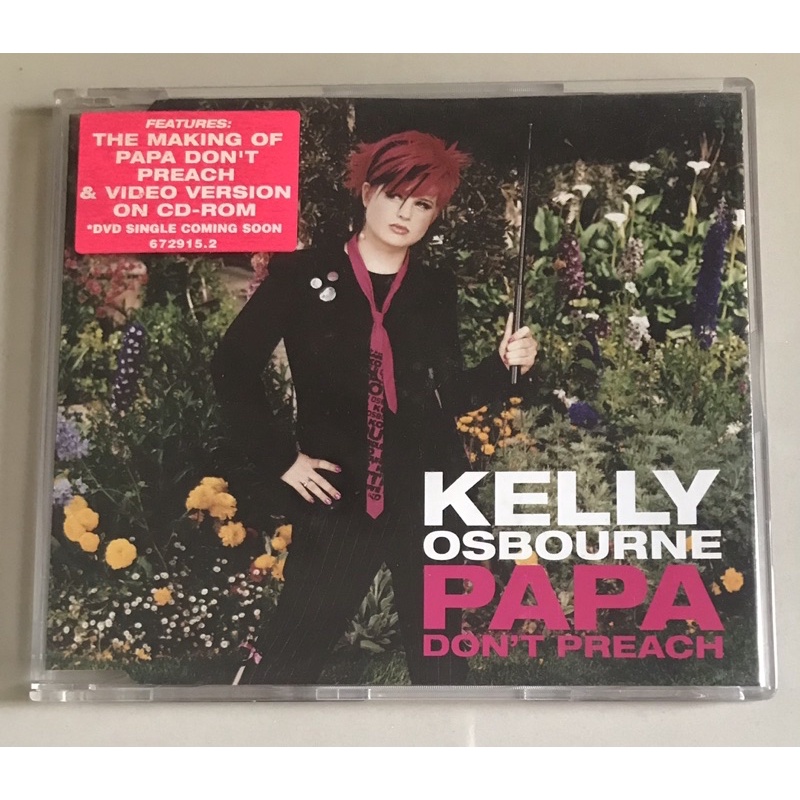 FEATURES:
THE MAKING OF
PAPA DON'T
PREACH
& VIDEO VERSION
ON CD-ROM
*DVD SINGLE COMING SOON
672915.2
KELLY
OSBOURNE
PAPA
DON'T PREACH